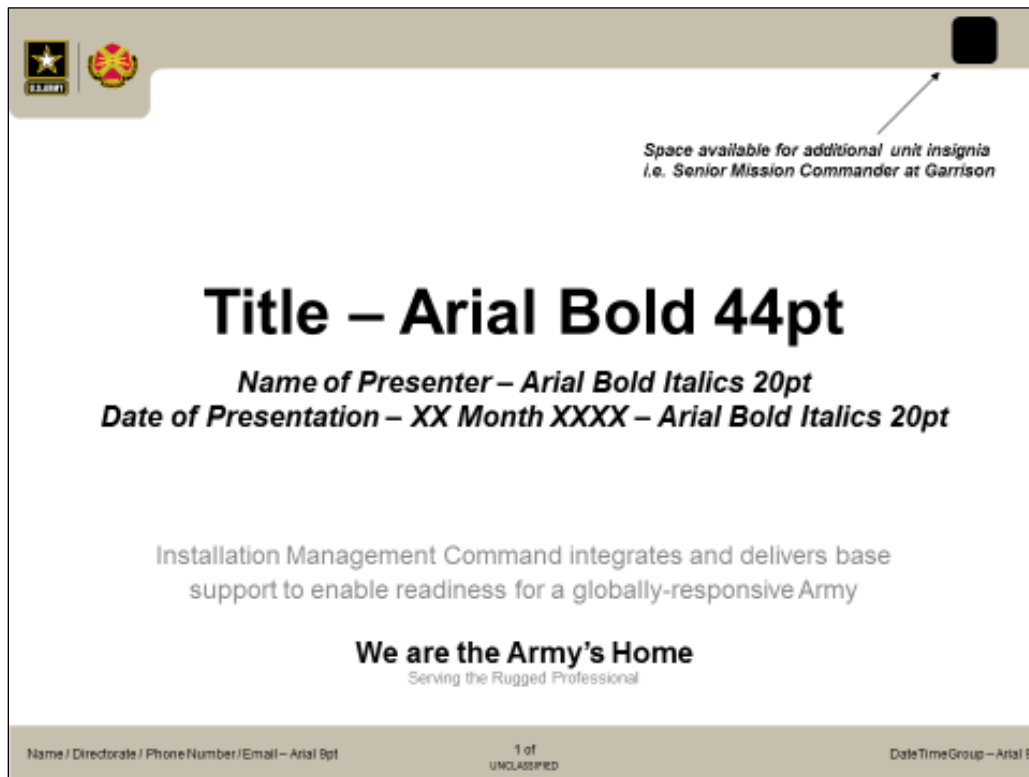 U.S.ARMY
Space available for additional unit insignia
i.e. Senior Mission Commander at Garrison
Title – Arial Bold 44pt
Name of Presenter – Arial Bold Italics 20pt
Date of Presentation – XX Month XXXX – Arial Bold Italics 20pt
Installation Management Command integrates and delivers base
support to enable readiness for a globally-responsive Army
We are the Army's Home
Serving the Rugged Professional
Name / Directorate / Phone Number / Email – Arial 9pt
1 of
UNCLASSIFIED
DateTimeGroup – Arial